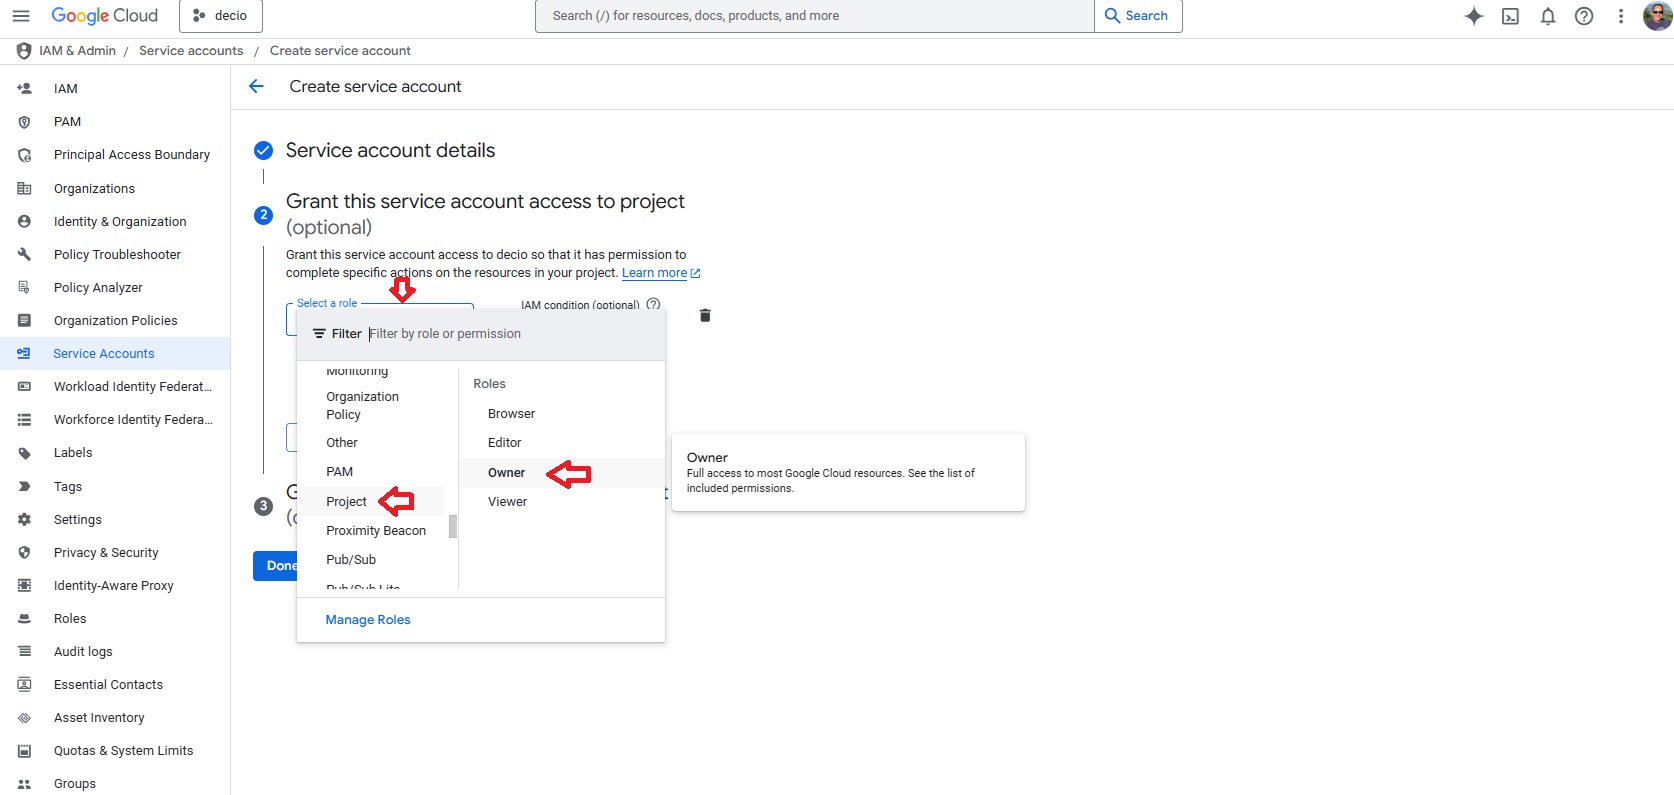 Google Cloud
decio
Search (/) for resources, docs, products, and more
Search
IAM & Admin / Service accounts / Create service account
IAM
PAM
Principal Access Boundary
Organizations
Identity & Organization
Policy Troubleshooter
Policy Analyzer
Organization Policies
Service Accounts
Workload Identity Federat...
Workforce Identity Federa...
Labels
Tags
Settings
Privacy & Security
Identity-Aware Proxy
Roles
Audit logs
Essential Contacts
Asset Inventory
Quotas & System Limits
Groups
Create service account
Service account details
2
Grant this service account access to project
(optional)
Grant this service account access to decio so that it has permission to
complete specific actions on the resources in your project. Learn more
Select a role
IAM condition (optional)
Filter Filter by role or permission
Monitoring
Organization
Policy
Other
PAM
Project
Proximity Beacon
Pub/Sub
Pub/Sub Lite
Roles
Browser
Editor
Owner
Viewer
Manage Roles
Owner
Full access to most Google Cloud resources. See the list of
included permissions.
3
Done